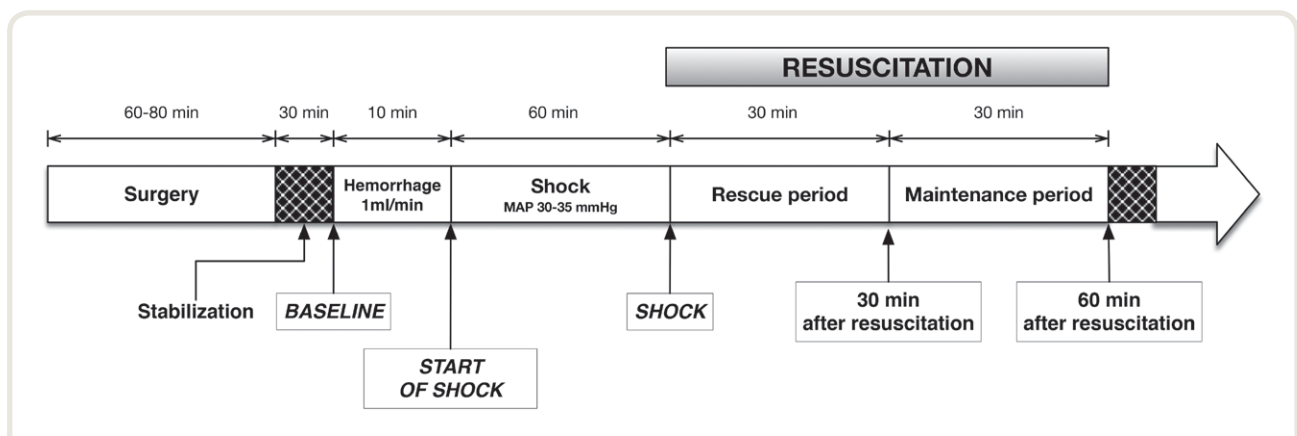 RESUSCITATION
60-80 min
30 min
10 min
60 min
30 min
30 min
Surgery
Hemorrhage
1ml/min
Shock
MAP 30-35 mmHg
Rescue period
Maintenance period
Stabilization
BASELINE
START
OF SHOCK
SHOCK
30 min
after resuscitation
60 min
after resuscitation